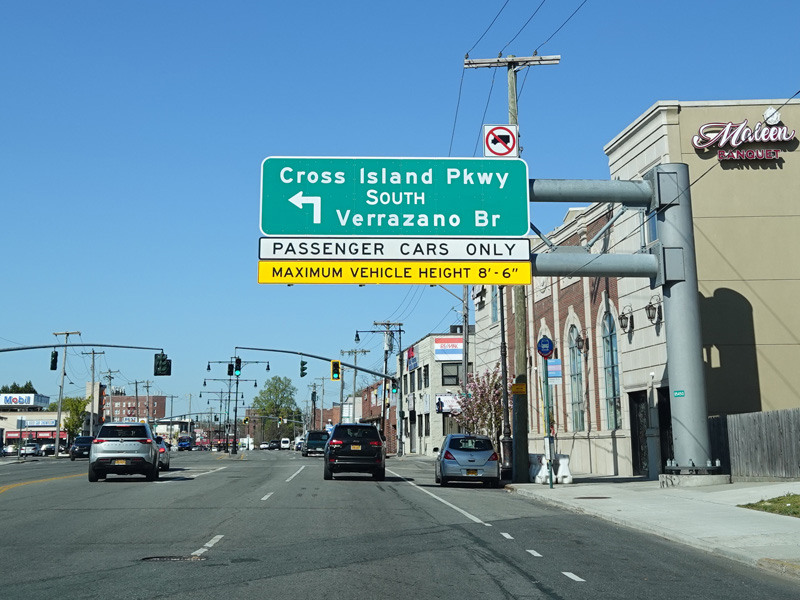 Cross Island Pkwy
SOUTH
Verrazano Br
PASSENGER CARS ONLY
MAXIMUM VEHICLE HEIGHT 8'-6"
Maleen
BANQUET
Mobil